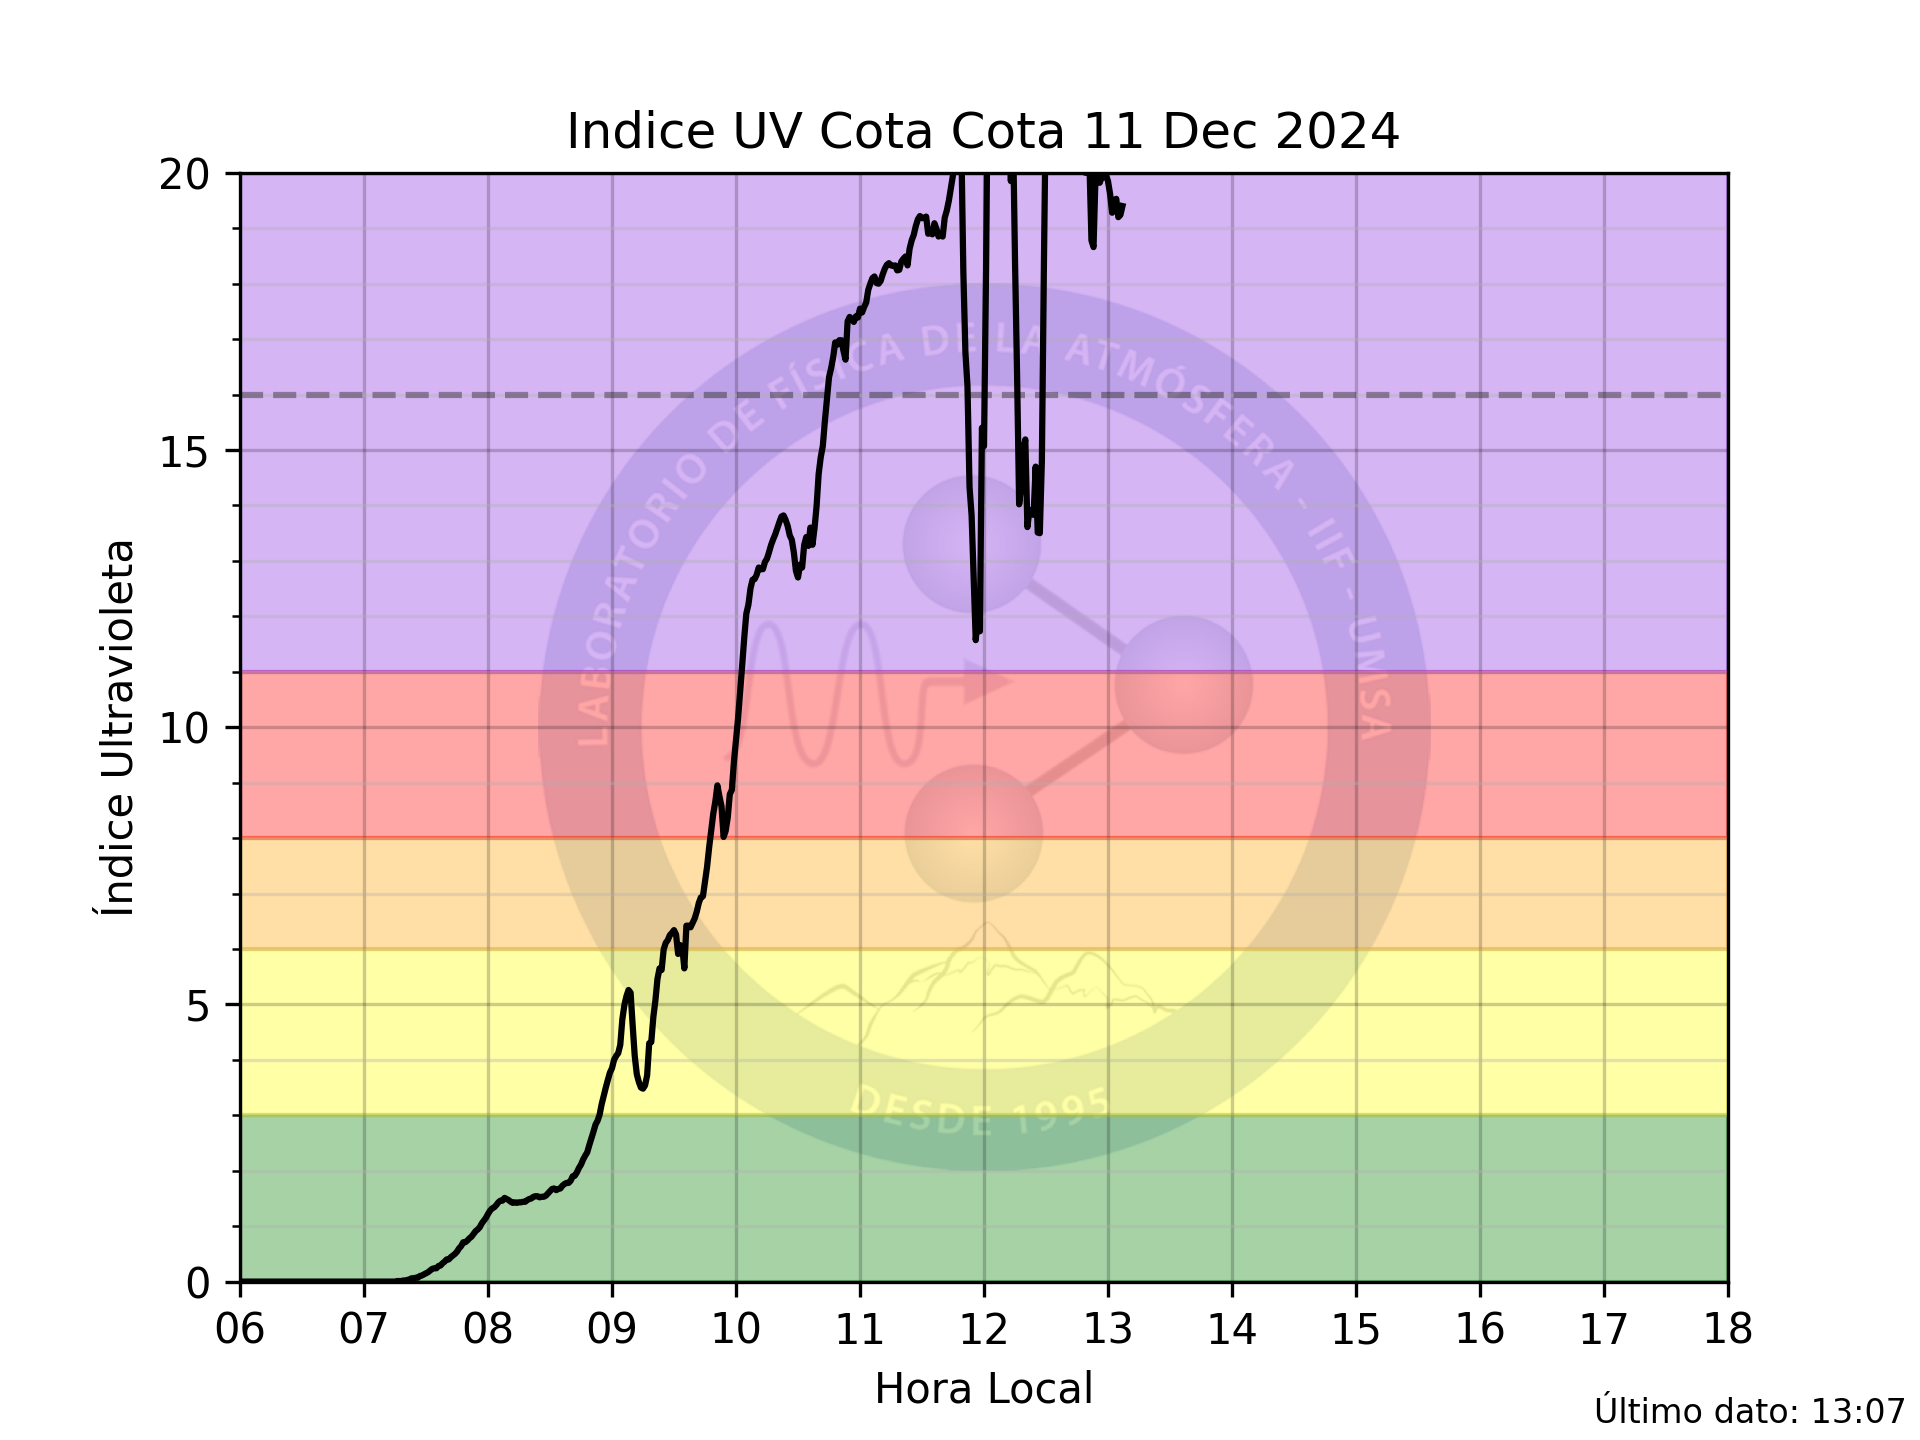 Indice UV Cota Cota 11 Dec 2024
20
15
10
5
0
Índice Ultravioleta
LABORATORIO DE FÍSICA DE LA ATMÓSFERA - IIF - UMSA
DESDE 1995
06 07 08 09 10 11 12 13 14 15 16 17 18
Hora Local
Último dato: 13:07